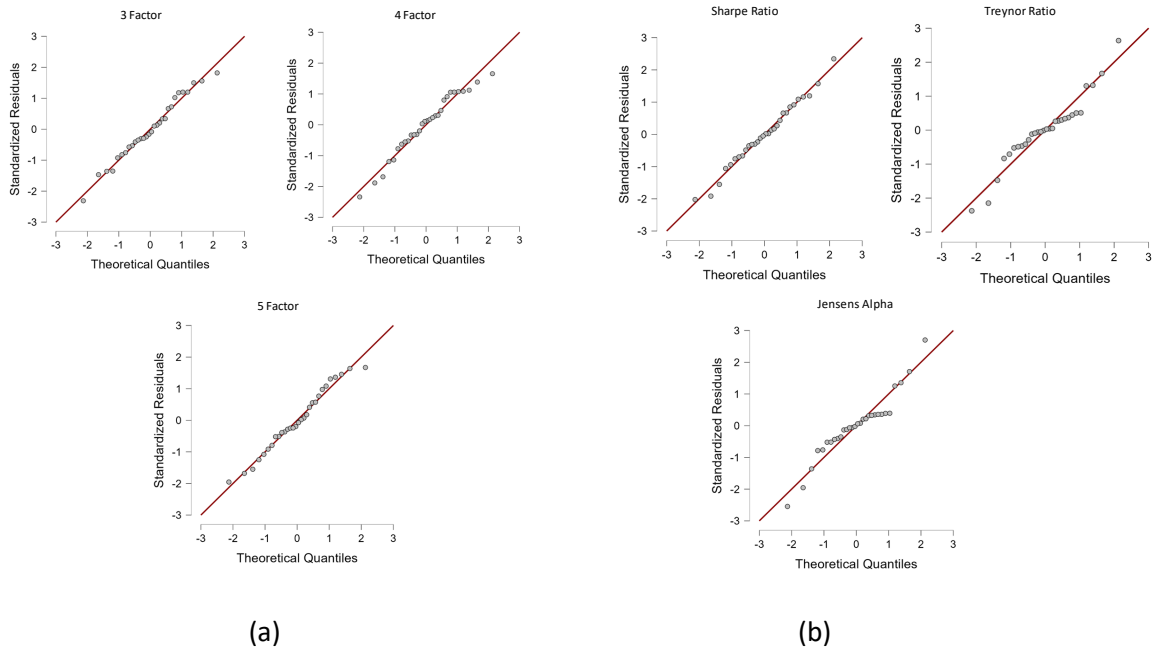 3 Factor
3
2
1
0
-1
-2
-3
Standardized Residuals
-3 -2 -1 0 1 2 3
Theoretical Quantiles
4 Factor
3
2
1
0
-1
-2
-3
Standardized Residuals
-3 -2 -1 0 1 2 3
Theoretical Quantiles
5 Factor
3
2
1
0
-1
-2
-3
Standardized Residuals
-3 -2 -1 0 1 2 3
Theoretical Quantiles
(a)
Sharpe Ratio
3
2
1
0
-1
-2
-3
Standardized Residuals
-3 -2 -1 0 1 2 3
Theoretical Quantiles
Treynor Ratio
3
2
1
0
-1
-2
-3
Standardized Residuals
-3 -2 -1 0 1 2 3
Theoretical Quantiles
Jensens Alpha
3
2
1
0
-1
-2
-3
Standardized Residuals
-3 -2 -1 0 1 2 3
Theoretical Quantiles
(b)